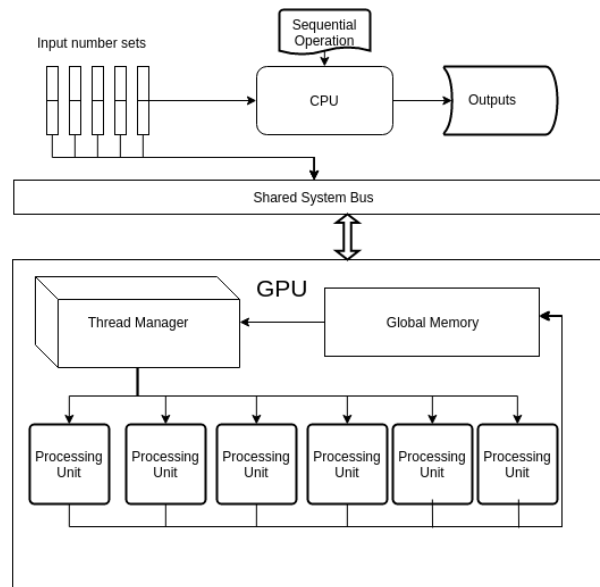 Sequential
Operation
Input number sets
CPU
Outputs
Shared System Bus
GPU
Thread Manager
Global Memory
Processing
Unit
Processing
Unit
Processing
Unit
Processing
Unit
Processing
Unit
Processing
Unit